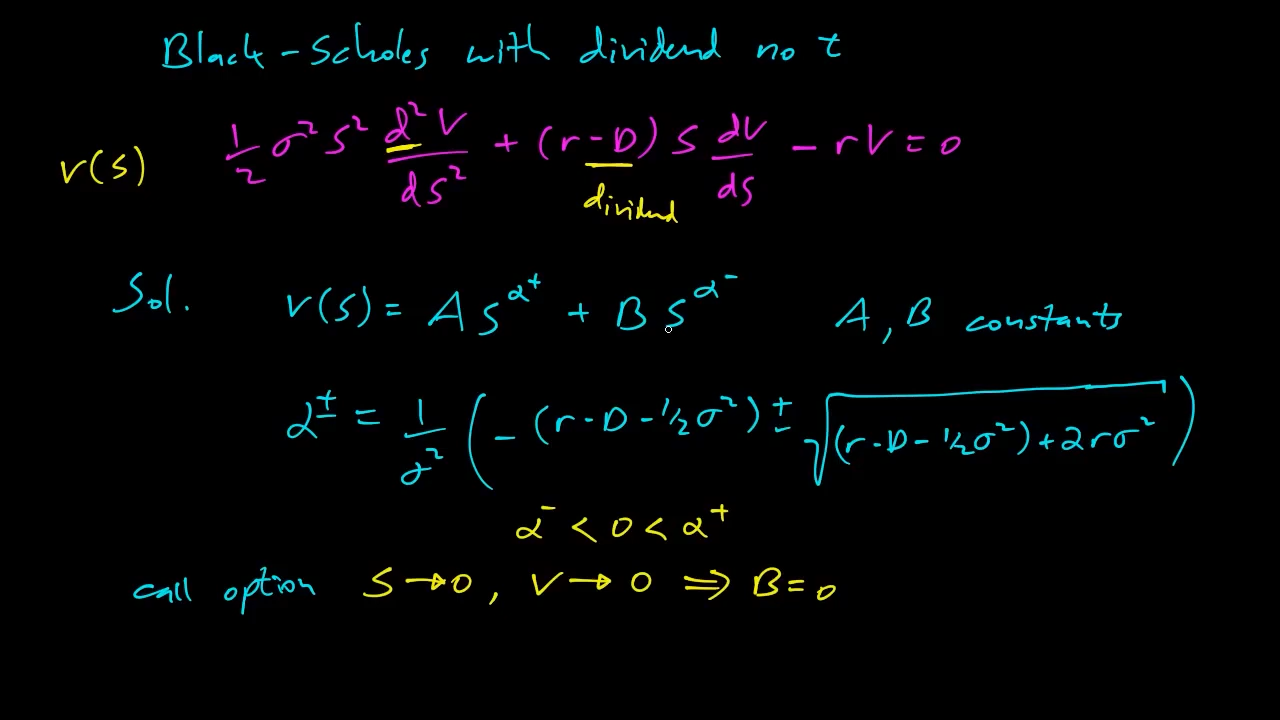 Black-Scholes with dividend no t
V(S) 1/2 σ² S² d²V/dS² + (r-D) S dV/dS - rV = 0
dividend
Sol. V(S) = A S^α⁺ + B S^α⁻ A, B constants
α^± = 1/σ² ( - (r-D-½σ²) ± √((r-D-½σ²)+2rσ²) )
α⁻ < 0 < α⁺
call option S→0, V→0 ⇒ B=0